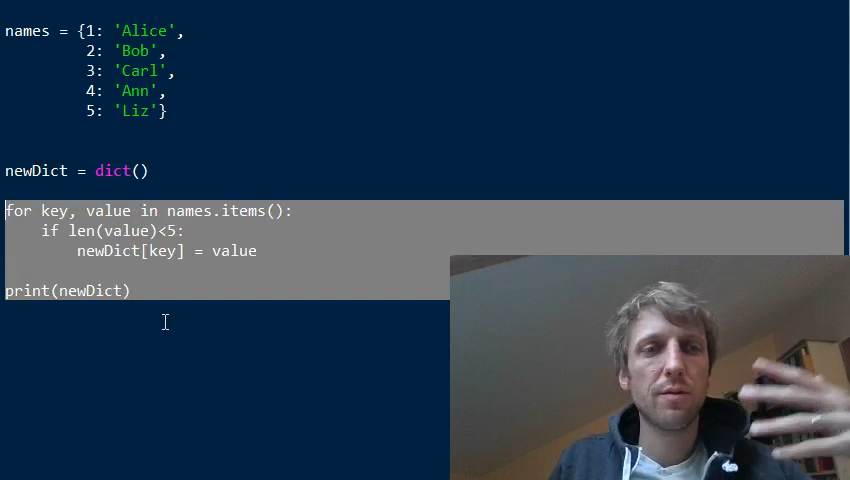 names = {1: 'Alice',
2: 'Bob',
3: 'Carl',
4: 'Ann',
5: 'Liz'}
newDict = dict()
for key, value in names.items():
if len(value)<5:
newDict[key] = value
print(newDict)